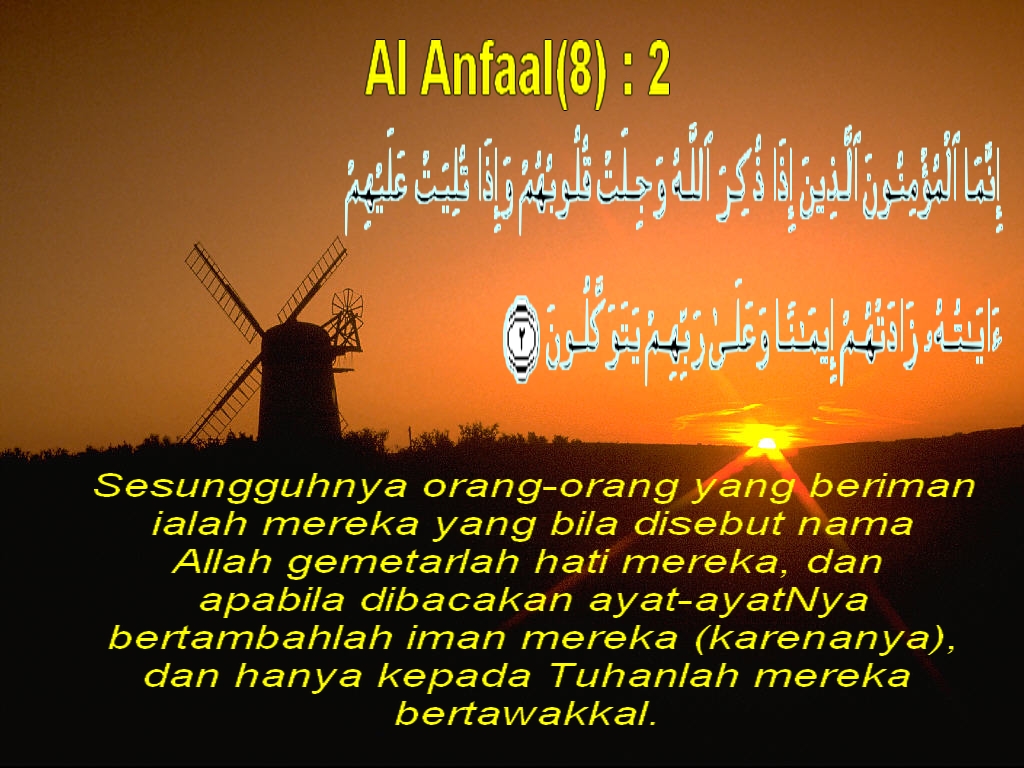 Al Anfaal(8) : 2
إِنَّمَا ٱلْمُؤْمِنُونَ ٱلَّذِينَ إِذَا ذُكِرَ ٱللَّهُ وَجِلَتْ قُلُوبُهُمْ وَإِذَا تُلِيَتْ عَلَيْهِمْ
ءَايَـٰتُهُۥ زَادَتْهُمْ إِيمَـٰنًا وَعَلَىٰ رَبِّهِمْ يَتَوَكَّلُونَ ٢
Sesungguhnya orang-orang yang beriman
ialah mereka yang bila disebut nama
Allah gemetarlah hati mereka, dan
apabila dibacakan ayat-ayatNya
bertambahlah iman mereka (karenanya),
dan hanya kepada Tuhanlah mereka
bertawakkal.